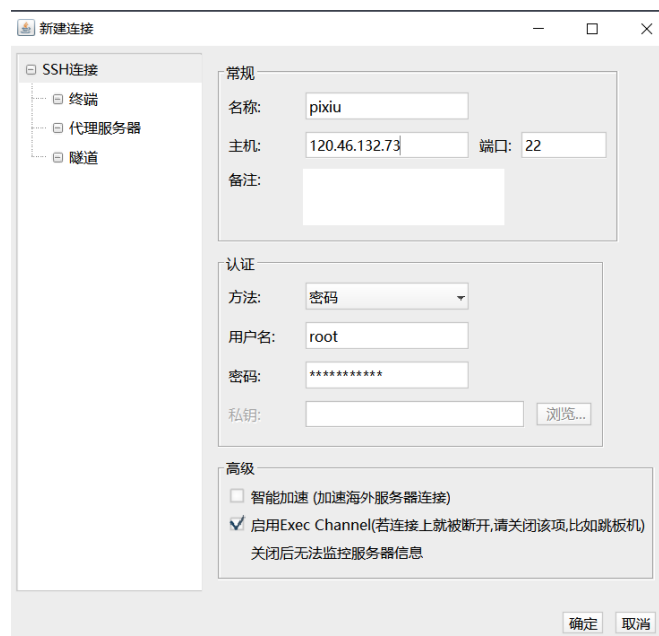 新建连接
SSH连接
终端
代理服务器
隧道
常规
名称: pixiu
主机: 120.46.132.73 端口: 22
备注:
认证
方法: 密码
用户名: root
密码: ***********
私钥: 浏览...
高级
智能加速 (加速海外服务器连接)
启用Exec Channel(若连接上就被断开,请关闭该项,比如跳板机)
关闭后无法监控服务器信息
确定 取消